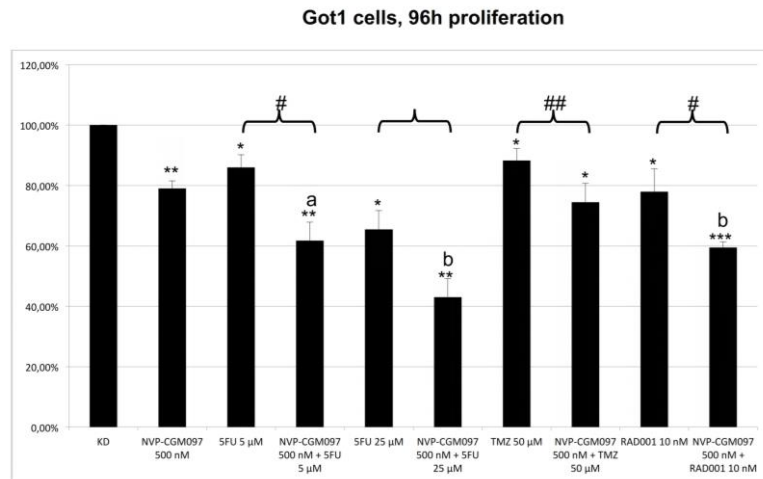 Got1 cells, 96h proliferation
120,00%
100,00%
80,00%
60,00%
40,00%
20,00%
0,00%
# ## #
** * a ** * b ** * * * b ***
KD NVP-CGM097 5FU 5 µM NVP-CGM097 5FU 25 µM NVP-CGM097 TMZ 50 µM NVP-CGM097 RAD001 10 nM NVP-CGM097
500 nM 500 nM + 5FU 500 nM + 5FU 500 nM + TMZ 500 nM +
5 µM 25 µM 50 µM RAD001 10 nM